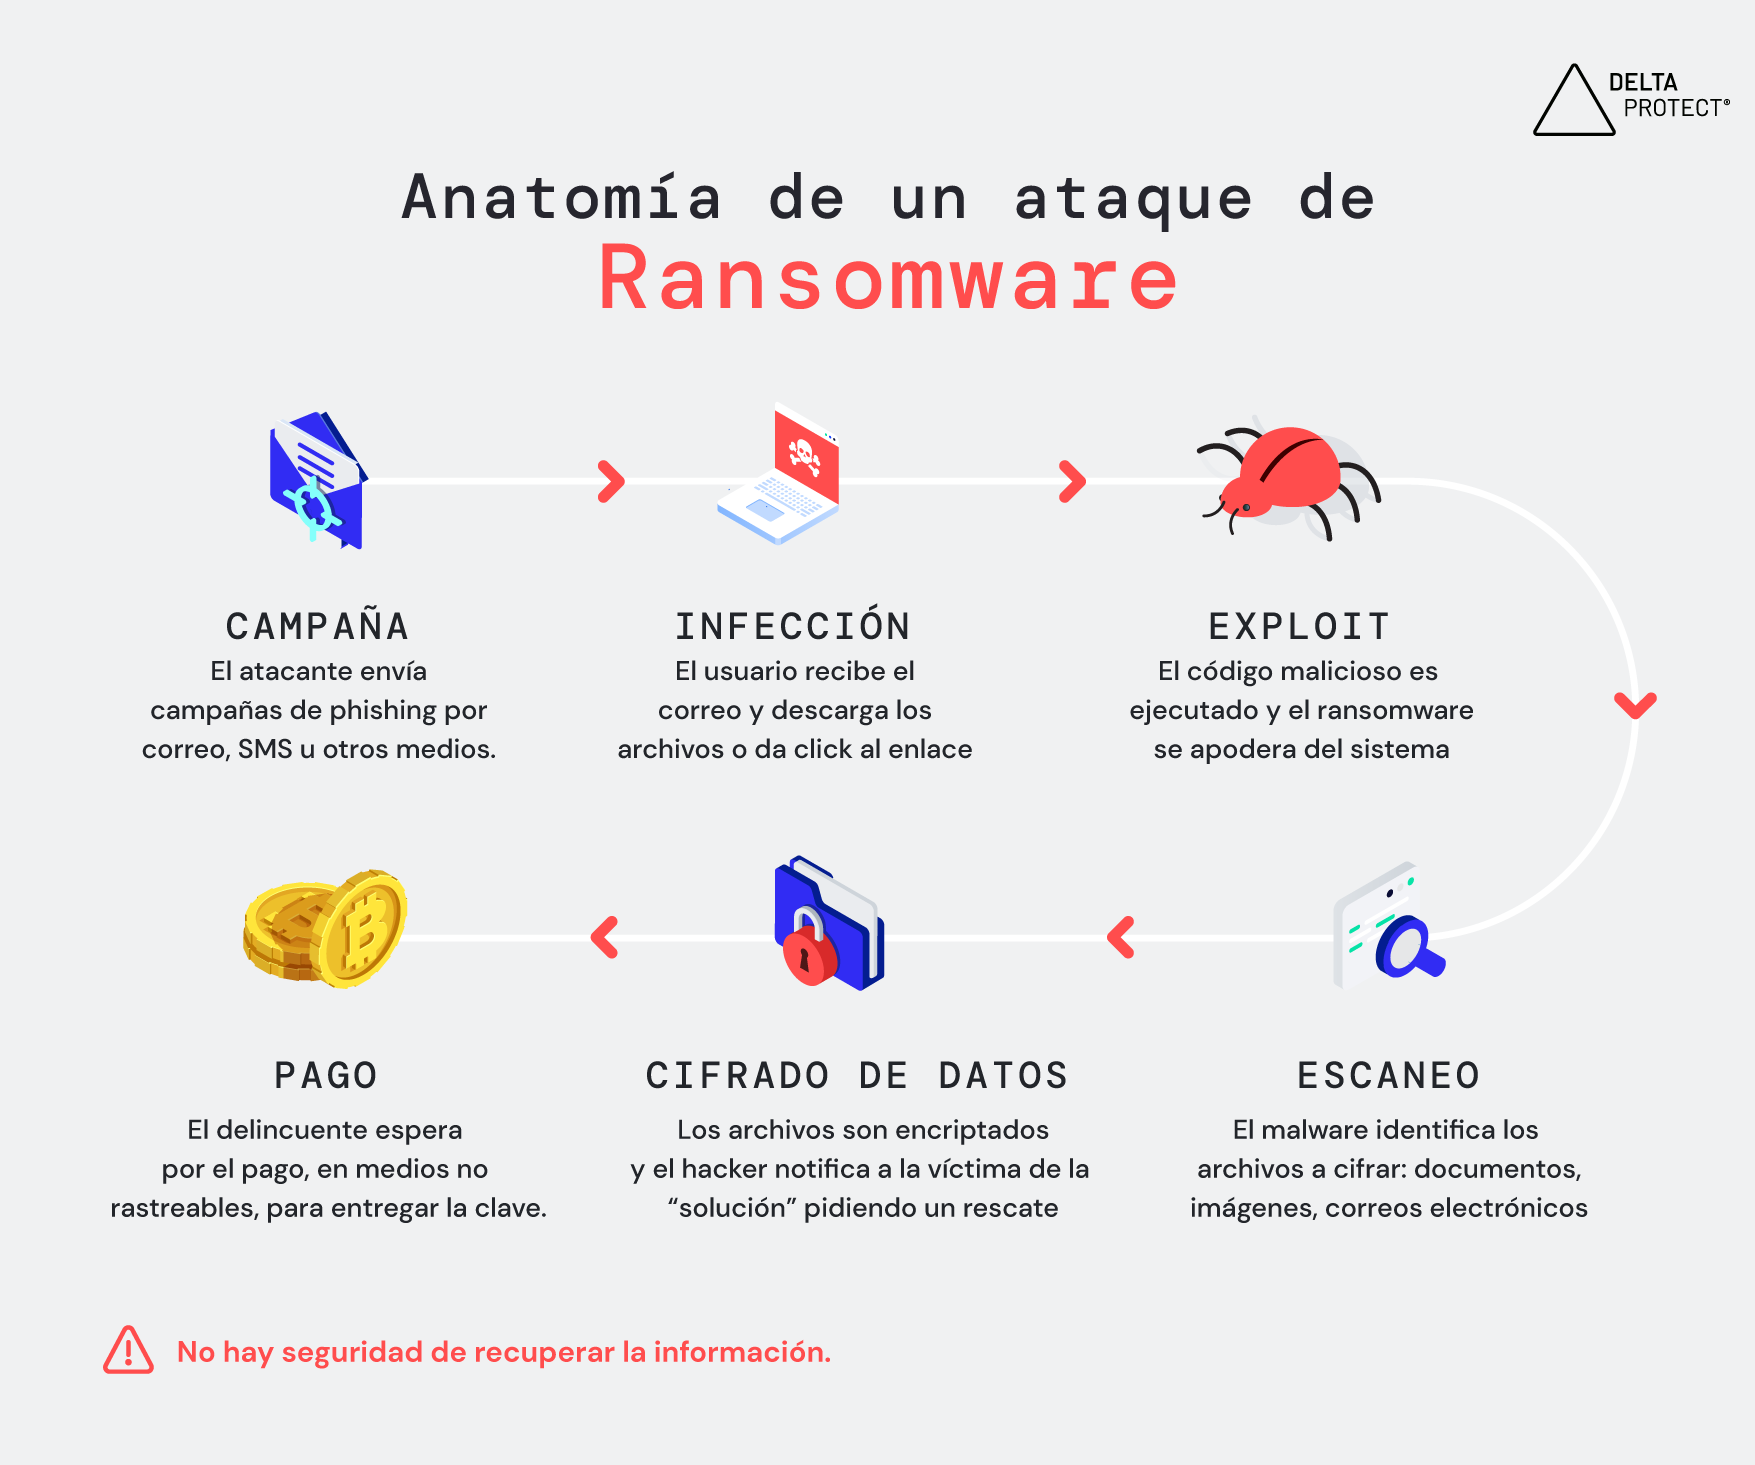 DELTA
PROTECT®
Anatomía de un ataque de
Ransomware
CAMPAÑA
El atacante envía
campañas de phishing por
correo, SMS u otros medios.
INFECCIÓN
El usuario recibe el
correo y descarga los
archivos o da click al enlace
EXPLOIT
El código malicioso es
ejecutado y el ransomware
se apodera del sistema
ESCANEO
El malware identifica los
archivos a cifrar: documentos,
imágenes, correos electrónicos
CIFRADO DE DATOS
Los archivos son encriptados
y el hacker notifica a la víctima de la
“solución” pidiendo un rescate
PAGO
El delincuente espera
por el pago, en medios no
rastreables, para entregar la clave.
No hay seguridad de recuperar la información.